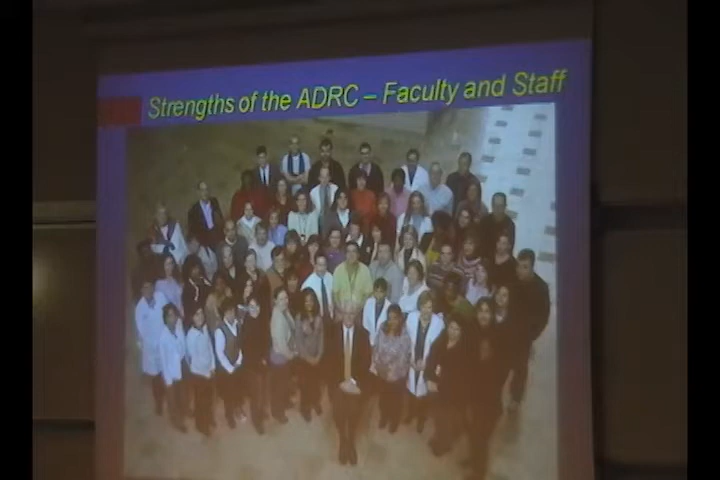 Strengths of the ADRC – Faculty and Staff